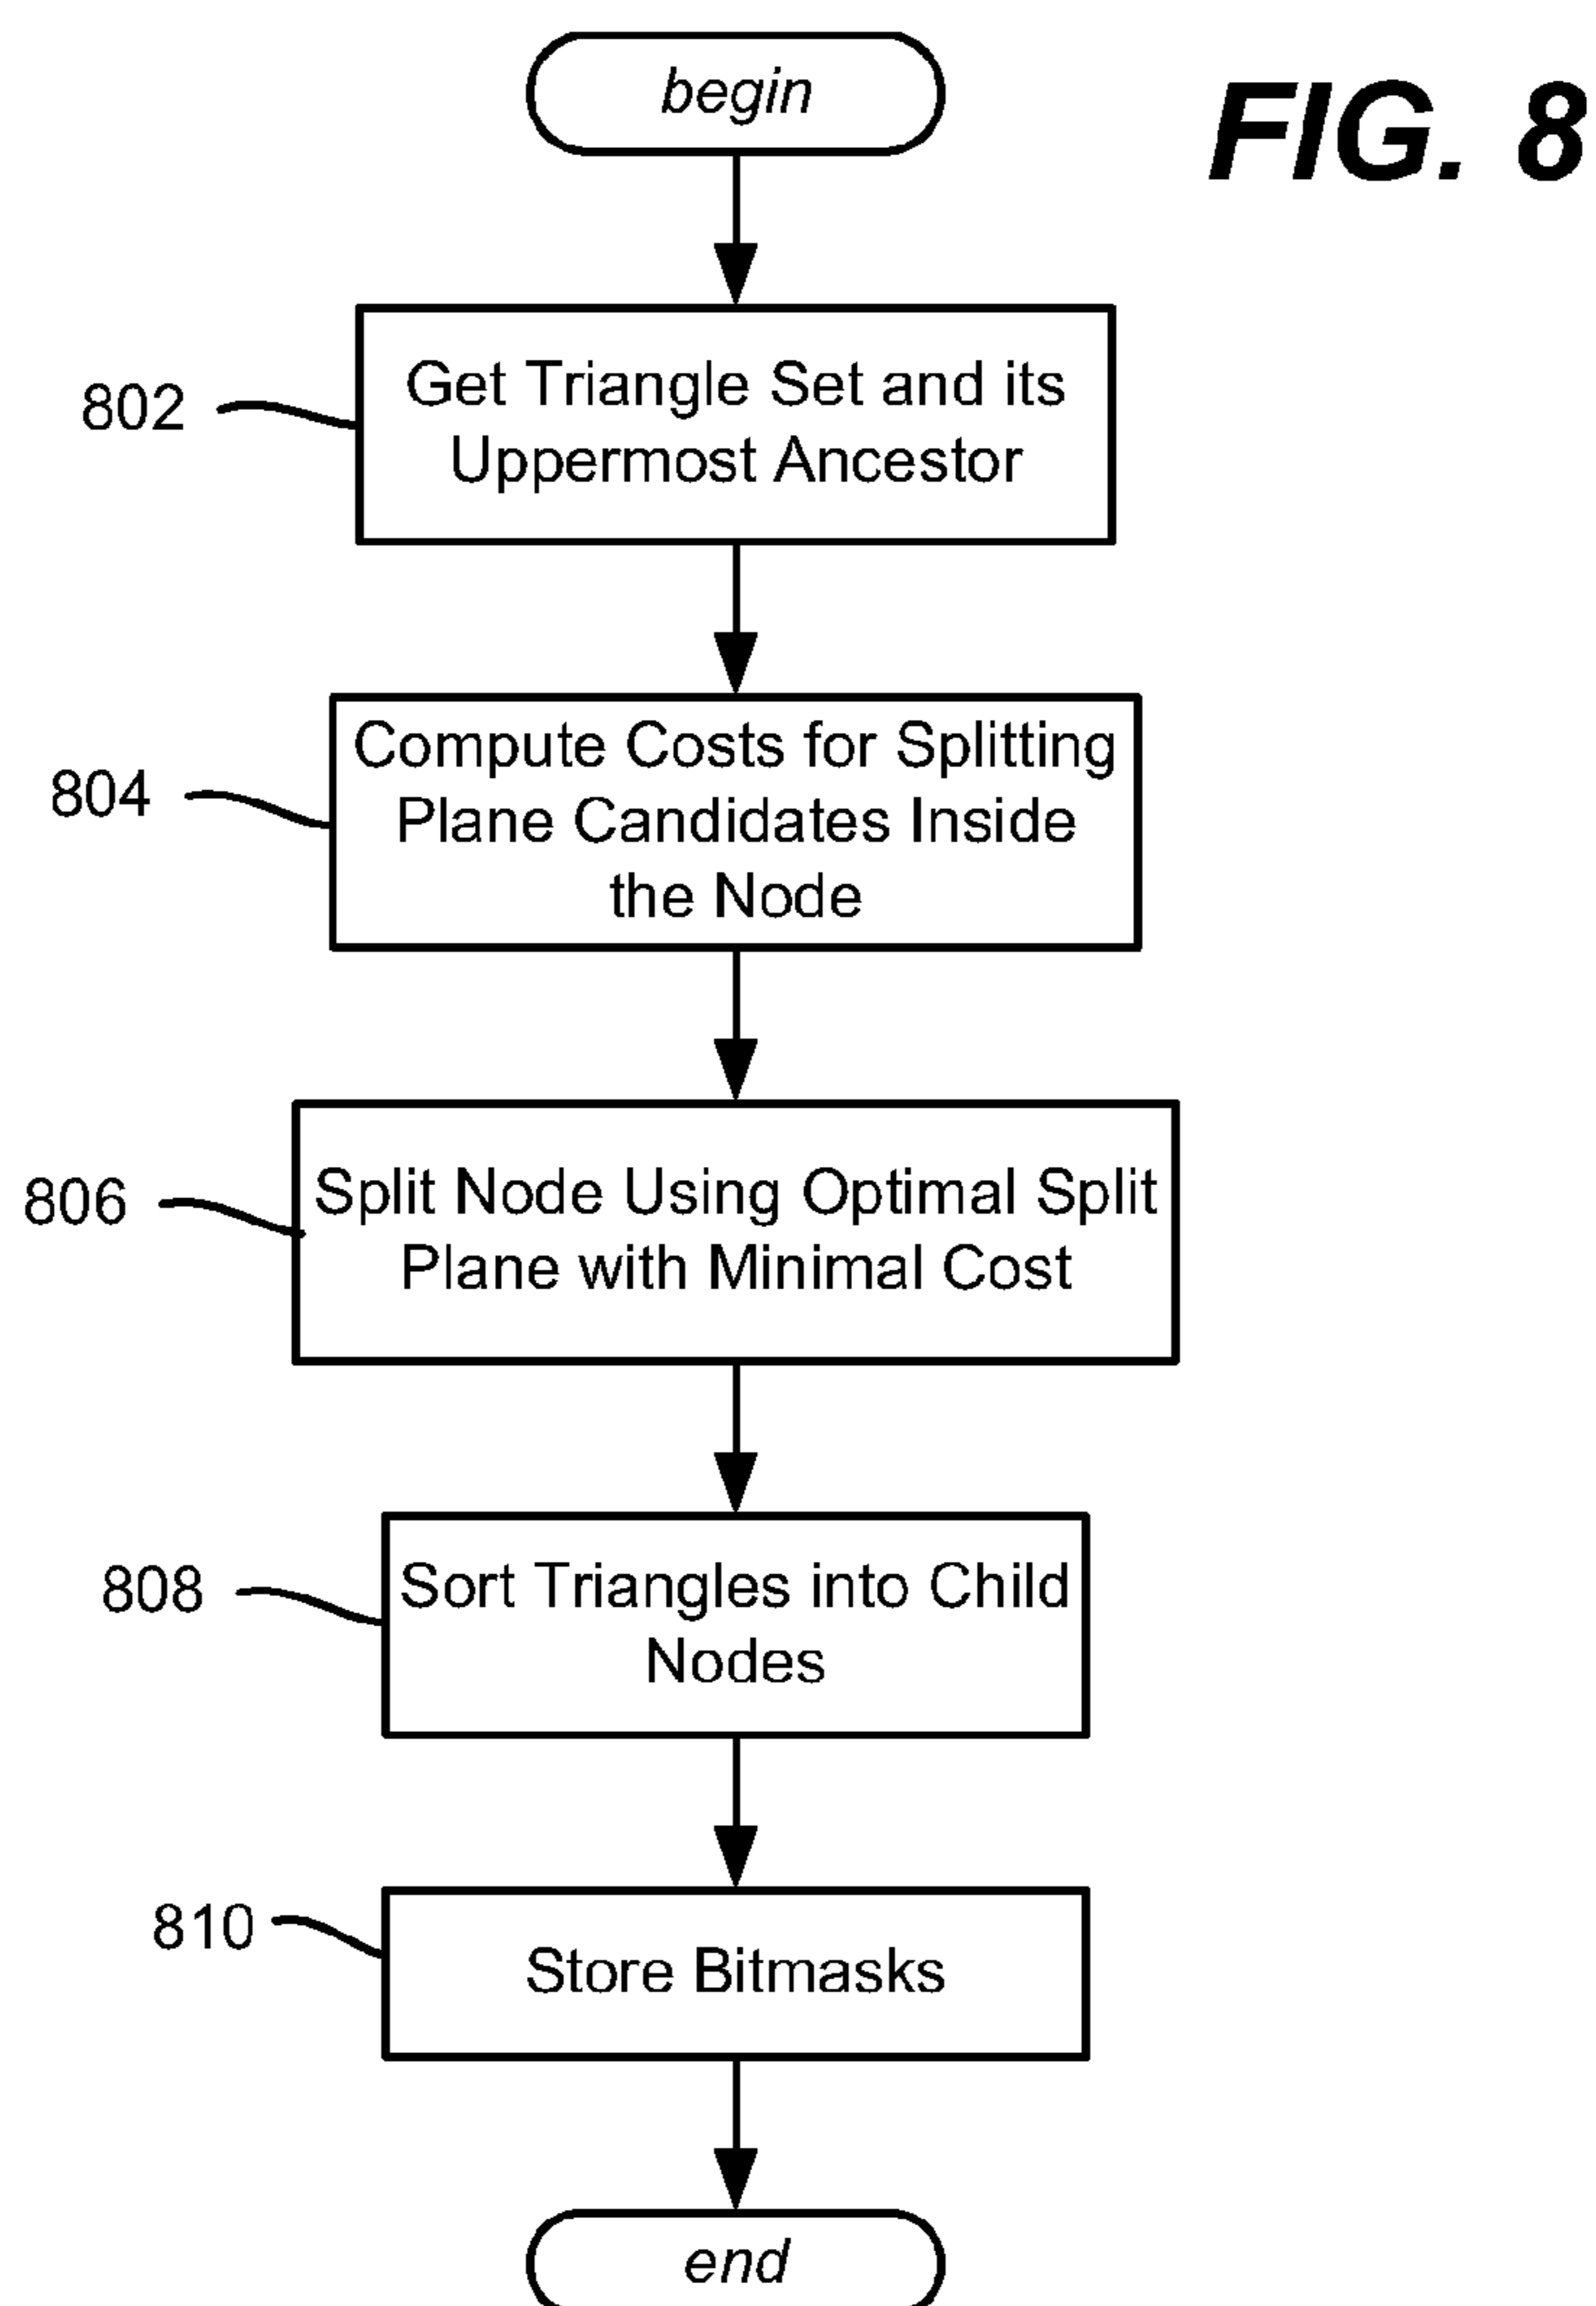 begin
FIG. 8
802
Get Triangle Set and its
Uppermost Ancestor
804
Compute Costs for Splitting
Plane Candidates Inside
the Node
806
Split Node Using Optimal Split
Plane with Minimal Cost
808
Sort Triangles into Child
Nodes
810
Store Bitmasks
end